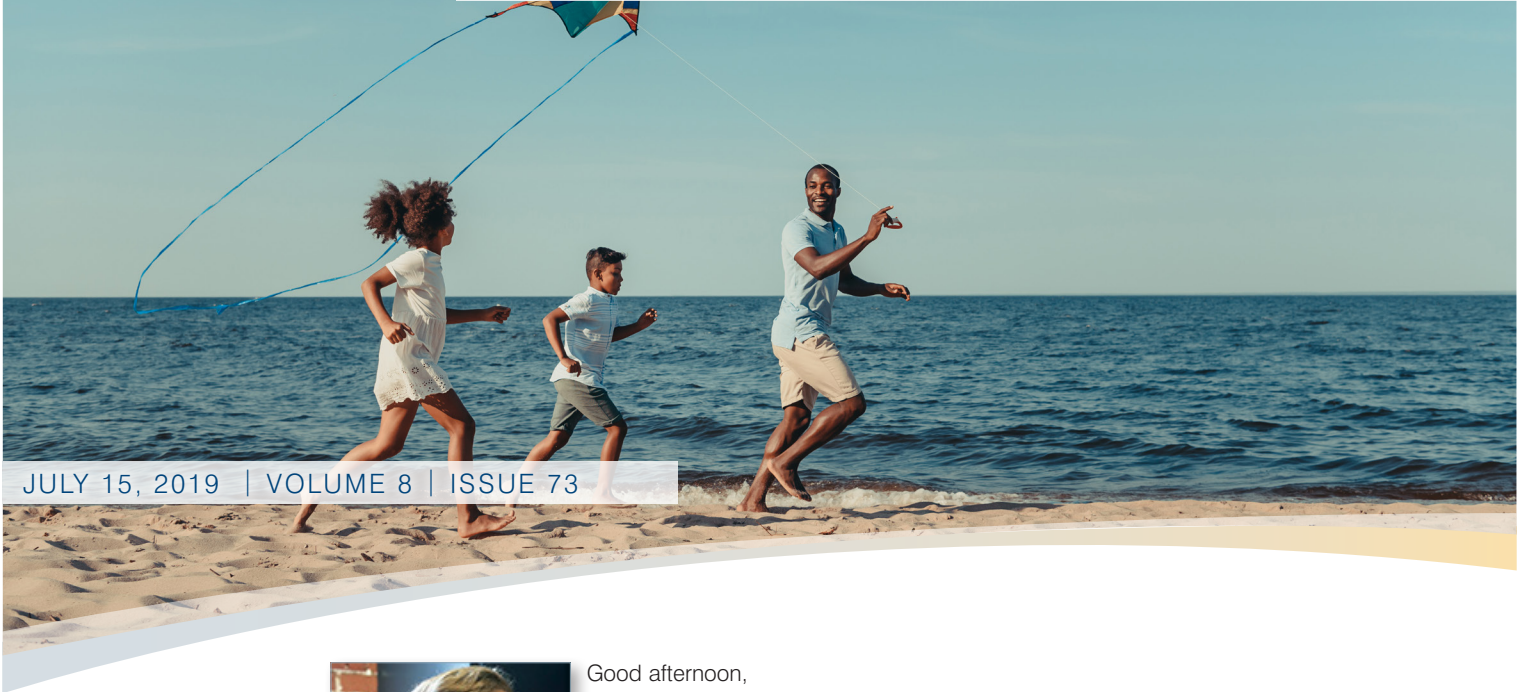 JULY 15, 2019 | VOLUME 8 | ISSUE 73
Good afternoon,